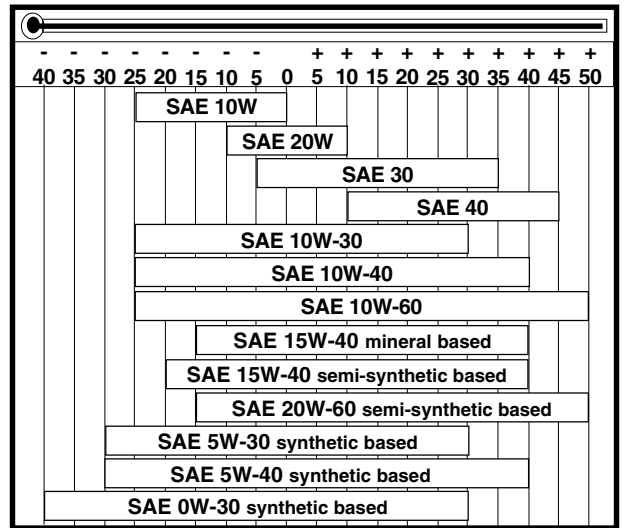 - - - - - - - - + + + + + + + + + +
40 35 30 25 20 15 10 5 0 5 10 15 20 25 30 35 40 45 50
SAE 10W
SAE 20W
SAE 30
SAE 40
SAE 10W-30
SAE 10W-40
SAE 10W-60
SAE 15W-40 mineral based
SAE 15W-40 semi-synthetic based
SAE 20W-60 semi-synthetic based
SAE 5W-30 synthetic based
SAE 5W-40 synthetic based
SAE 0W-30 synthetic based